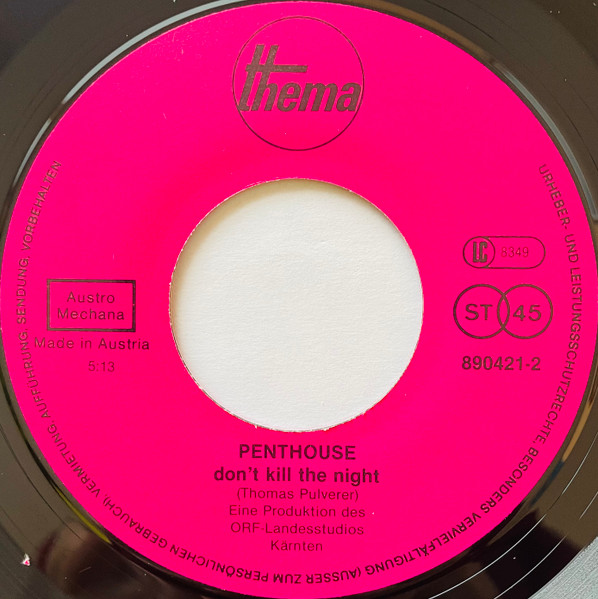 thema
LC 8349
ST 45
890421-2
Austro
Mechana
Made in Austria
5.13
PENTHOUSE
don't kill the night
(Thomas Pulverer)
Eine Produktion des
ORF-Landesstudios
Kärnten
URHEBER- UND LEISTUNGSSCHUTZRECHTE, BESONDERS VERVIELFÄLTIGUNG (AUSSER ZUM PERSÖNLICHEN GEBRAUCH), VERMIETUNG, AUFFÜHRUNG, SENDUNG, VORBEHALTEN